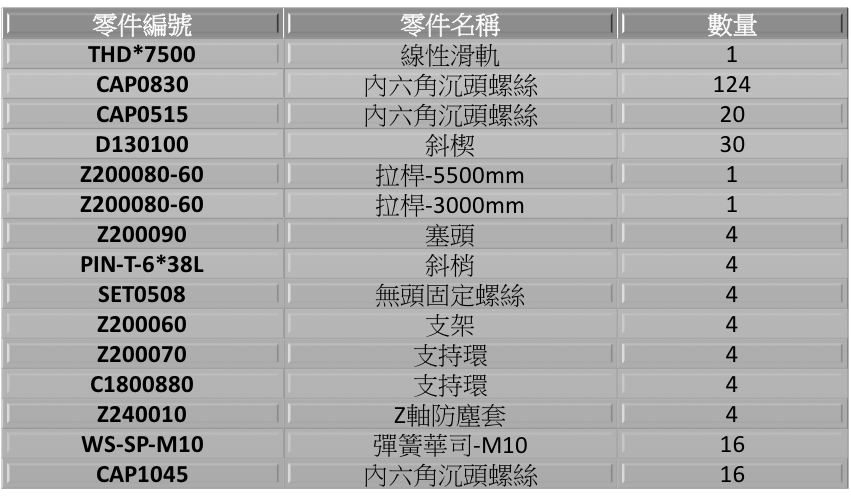 零件編號 零件名稱 數量
THD*7500 線性滑軌 1
CAP0830 內六角沉頭螺絲 124
CAP0515 內六角沉頭螺絲 20
D130100 斜楔 30
Z200080-60 拉桿-5500mm 1
Z200080-60 拉桿-3000mm 1
Z200090 塞頭 4
PIN-T-6*38L 斜梢 4
SET0508 無頭固定螺絲 4
Z200060 支架 4
Z200070 支持環 4
C1800880 支持環 4
Z240010 Z軸防塵套 4
WS-SP-M10 彈簧華司-M10 16
CAP1045 內六角沉頭螺絲 16